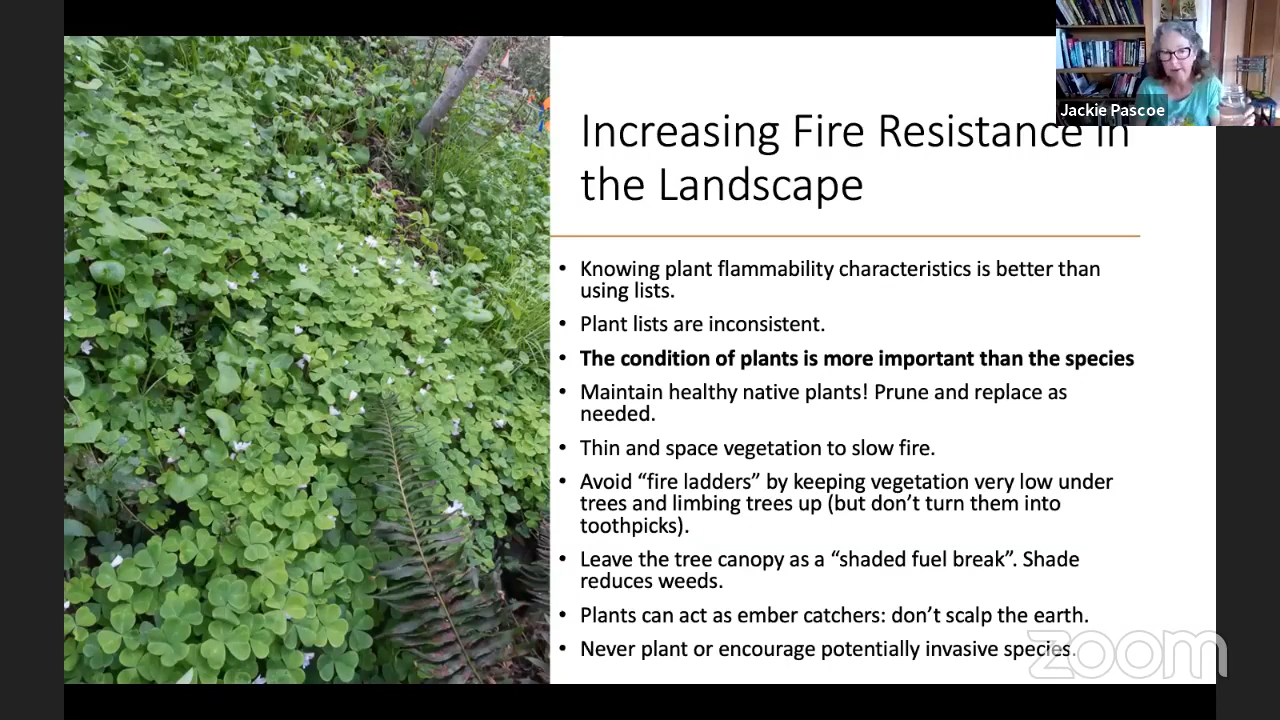 Jackie Pascoe
Increasing Fire Resistance in
the Landscape
• Knowing plant flammability characteristics is better than
using lists.
• Plant lists are inconsistent.
• The condition of plants is more important than the species
• Maintain healthy native plants! Prune and replace as
needed.
• Thin and space vegetation to slow fire.
• Avoid “fire ladders” by keeping vegetation very low under
trees and limbing trees up (but don’t turn them into
toothpicks).
• Leave the tree canopy as a “shaded fuel break”. Shade
reduces weeds.
• Plants can act as ember catchers: don’t scalp the earth.
• Never plant or encourage potentially invasive species.
zoom